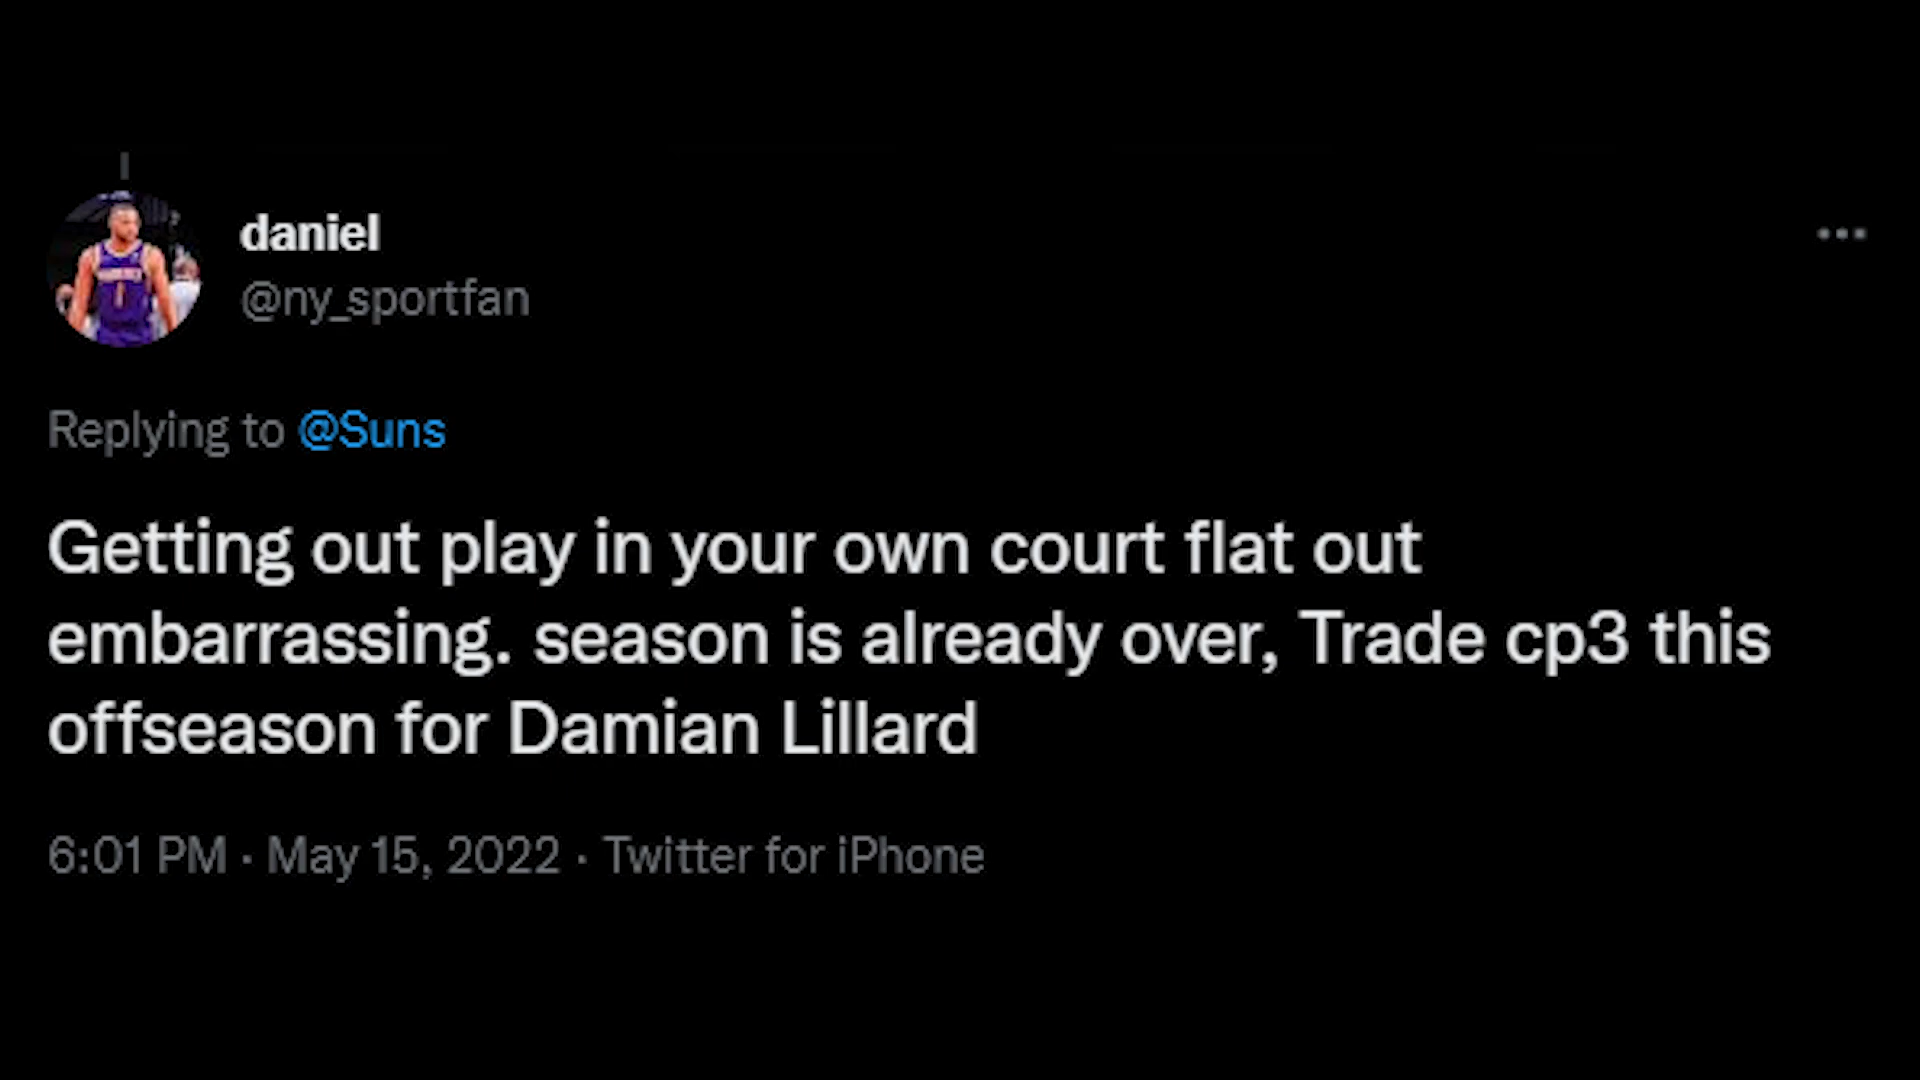 daniel
@ny_sportfan
Replying to @Suns
Getting out play in your own court flat out
embarrassing. season is already over, Trade cp3 this
offseason for Damian Lillard
6:01 PM · May 15, 2022 · Twitter for iPhone